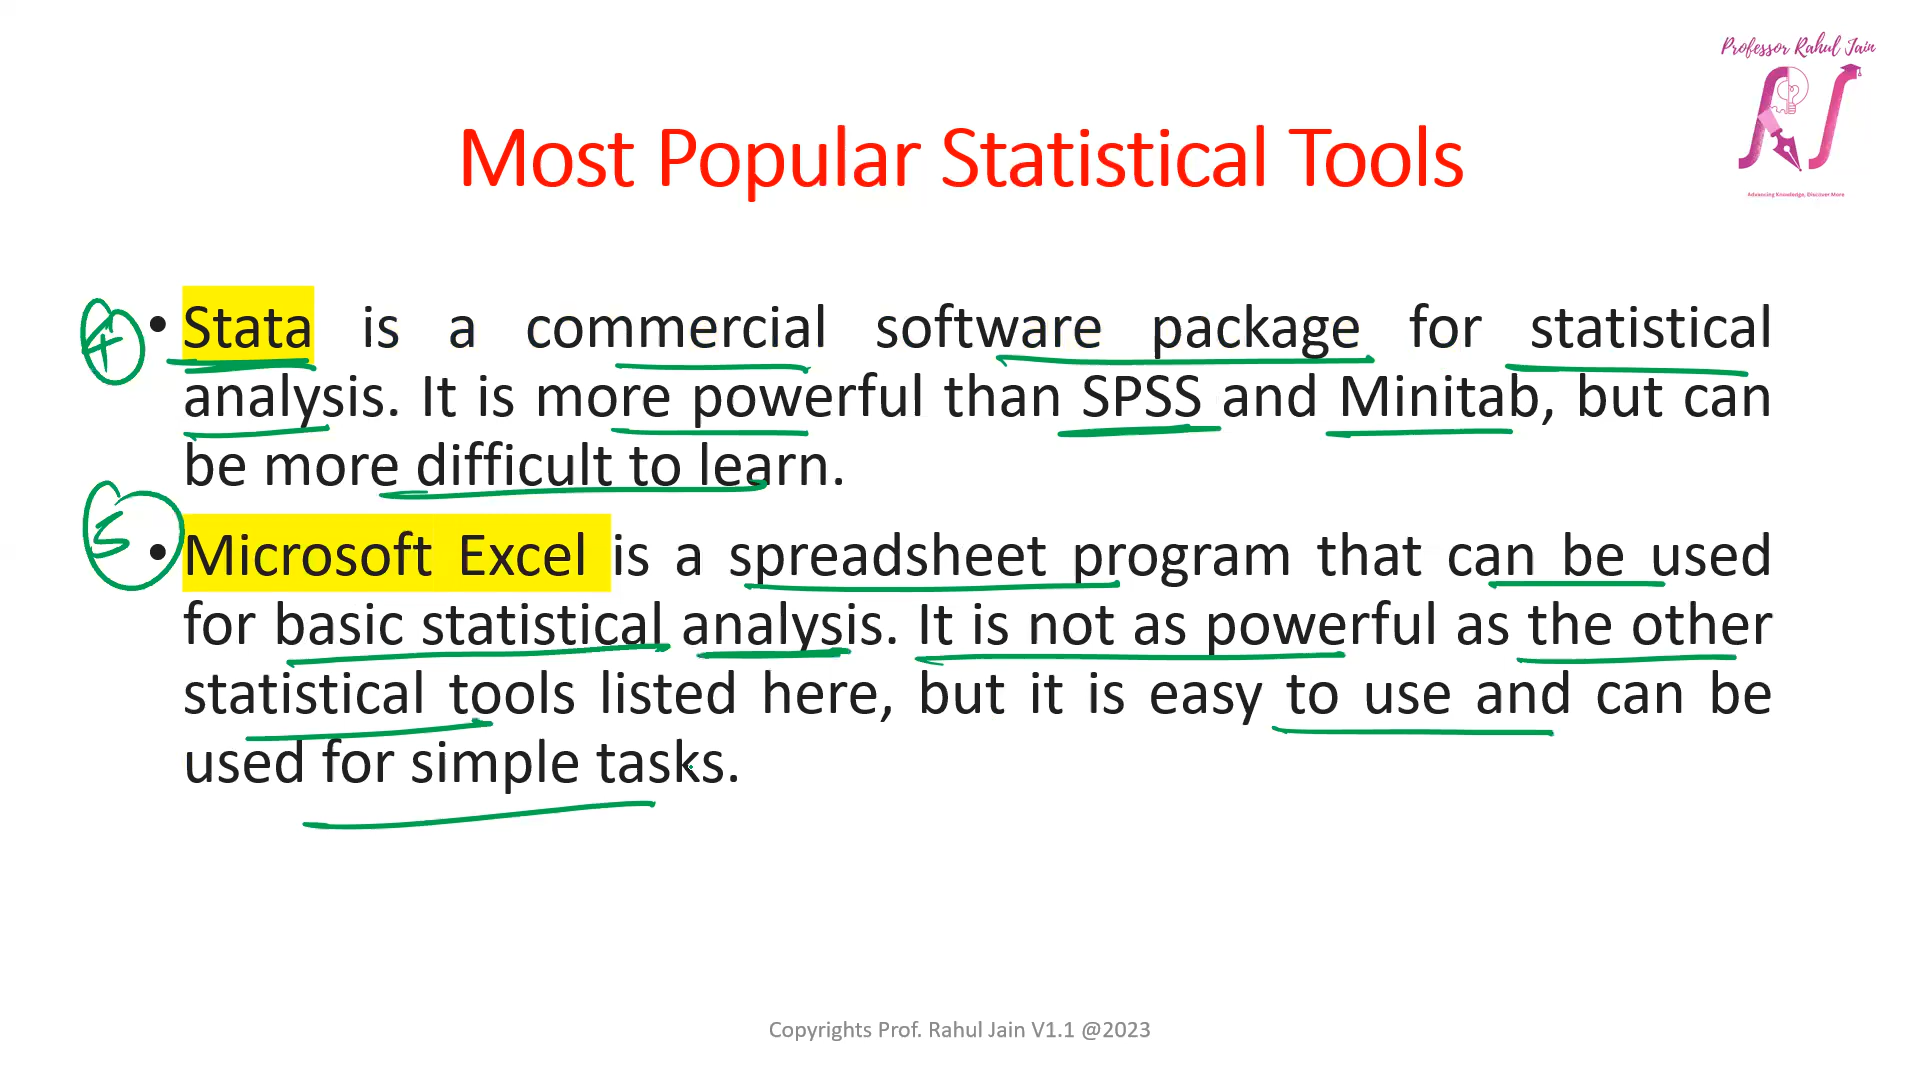 Professor Rahul Jain
Advancing Knowledge, Discover More
Most Popular Statistical Tools
4
• Stata is a commercial software package for statistical
analysis. It is more powerful than SPSS and Minitab, but can
be more difficult to learn.
5
• Microsoft Excel is a spreadsheet program that can be used
for basic statistical analysis. It is not as powerful as the other
statistical tools listed here, but it is easy to use and can be
used for simple tasks.
Copyrights Prof. Rahul Jain V1.1 @2023